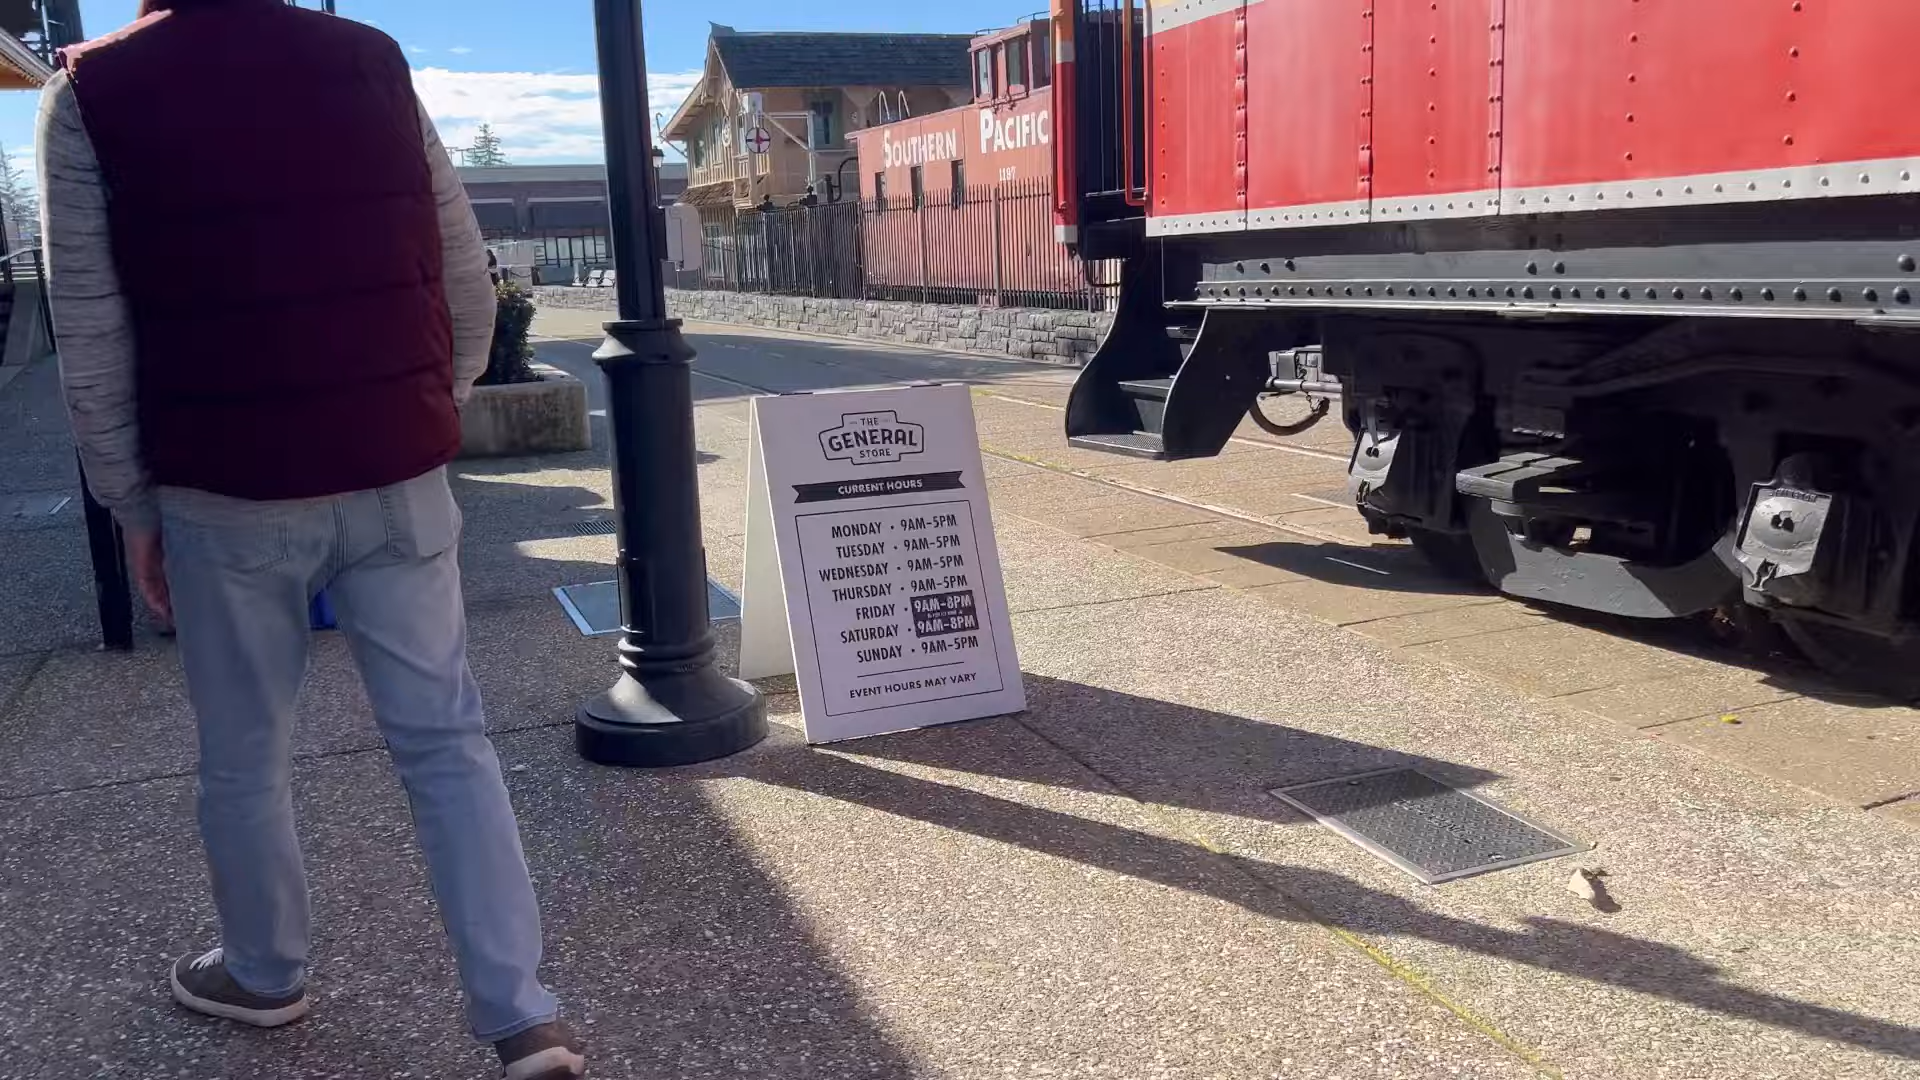 SOUTHERN PACIFIC
1197
THE
GENERAL
STORE
CURRENT HOURS
MONDAY • 9AM-5PM
TUESDAY • 9AM-5PM
WEDNESDAY • 9AM-5PM
THURSDAY • 9AM-5PM
FRIDAY • 9AM-8PM
SATURDAY • 9AM-8PM
SUNDAY • 9AM-5PM
EVENT HOURS MAY VARY